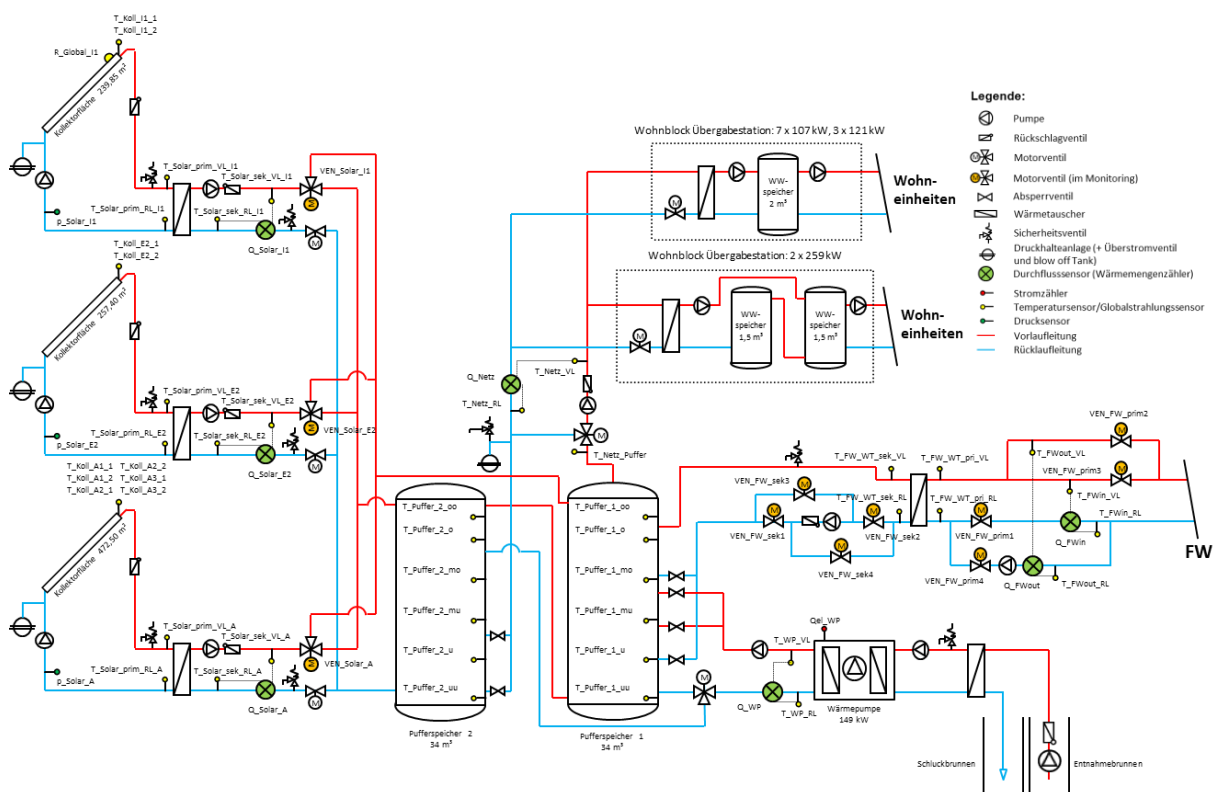 T_Koll_I1_1
T_Koll_I1_2
R_Global_I1
Kollektorfläche 239,85 m²
T_Solar_prim_VL_I1
T_Solar_sek_VL_I1
VEN_Solar_I1
T_Solar_prim_RL_I1
T_Solar_sek_RL_I1
p_Solar_I1
Q_Solar_I1
M
M
T_Koll_E2_1
T_Koll_E2_2
Kollektorfläche 257,40 m²
T_Solar_prim_VL_E2
T_Solar_sek_VL_E2
VEN_Solar_E2
T_Solar_prim_RL_E2
T_Solar_sek_RL_E2
p_Solar_E2
Q_Solar_E2
M
M
T_Koll_A1_1 T_Koll_A2_2
T_Koll_A1_2 T_Koll_A3_1
T_Koll_A2_1 T_Koll_A3_2
Kollektorfläche 472,50 m²
T_Solar_prim_VL_A
T_Solar_sek_VL_A
VEN_Solar_A
T_Solar_prim_RL_A
T_Solar_sek_RL_A
p_Solar_A
Q_Solar_A
M
M
Wohnblock Übergabestation: 7 x 107 kW, 3 x 121 kW
WW-
speicher
2 m³
M
Wohn-
einheiten
Wohnblock Übergabestation: 2 x 259 kW
WW-
speicher
1,5 m³
WW-
speicher
1,5 m³
M
Wohn-
einheiten
Q_Netz
T_Netz_VL
T_Netz_RL
M
T_Netz_Puffer
T_Puffer_2_oo
T_Puffer_2_o
T_Puffer_2_mo
T_Puffer_2_mu
T_Puffer_2_u
T_Puffer_2_uu
Pufferspeicher 2
34 m³
T_Puffer_1_oo
T_Puffer_1_o
T_Puffer_1_mo
T_Puffer_1_mu
T_Puffer_1_u
T_Puffer_1_uu
Pufferspeicher 1
34 m³
VEN_FW_sek3
M
M
VEN_FW_sek1
M
VEN_FW_sek2
M
VEN_FW_sek4
T_FW_WT_sek_VL
T_FW_WT_sek_RL
T_FW_WT_pri_VL
T_FW_WT_pri_RL
VEN_FW_prim2
M
T_FWout_VL
VEN_FW_prim3
M
T_FWin_VL
T_FWin_RL
M
VEN_FW_prim1
Q_FWin
M
VEN_FW_prim4
Q_FWout
T_FWout_RL
FW
Qel_WP
T_WP_VL
M
Q_WP
T_WP_RL
Wärmepumpe
149 kW
Schluckbrunnen
Entnahmebrunnen
Legende:
Pumpe
Rückschlagventil
M
Motorventil
M
Motorventil (im Monitoring)
Absperrventil
Wärmetauscher
Sicherheitsventil
Druckhalteanlage (+ Überstromventil
und blow off Tank)
Durchflusssensor (Wärmemengenzähler)
Stromzähler
Temperatursensor/Globalstrahlungssensor
Drucksensor
Vorlaufleitung
Rücklaufleitung